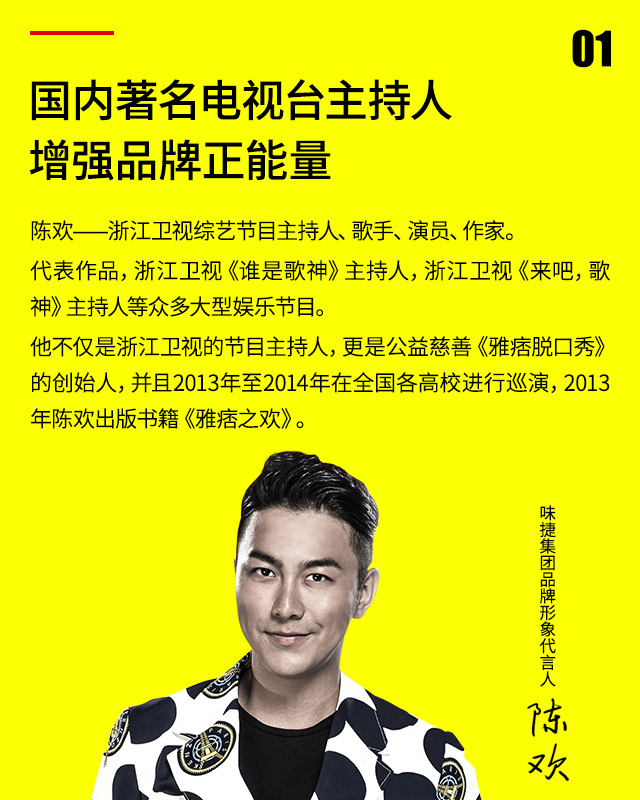 01
国内著名电视台主持人
增强品牌正能量
陈欢——浙江卫视综艺节目主持人、歌手、演员、作家。
代表作品，浙江卫视《谁是歌神》主持人，浙江卫视《来吧，歌
神》主持人等众多大型娱乐节目。
他不仅是浙江卫视的节目主持人，更是公益慈善《雅痞脱口秀》
的创始人，并且2013年至2014年在全国各高校进行巡演，2013
年陈欢出版书籍《雅痞之欢》。
味捷集团品牌形象代言人
陈欢